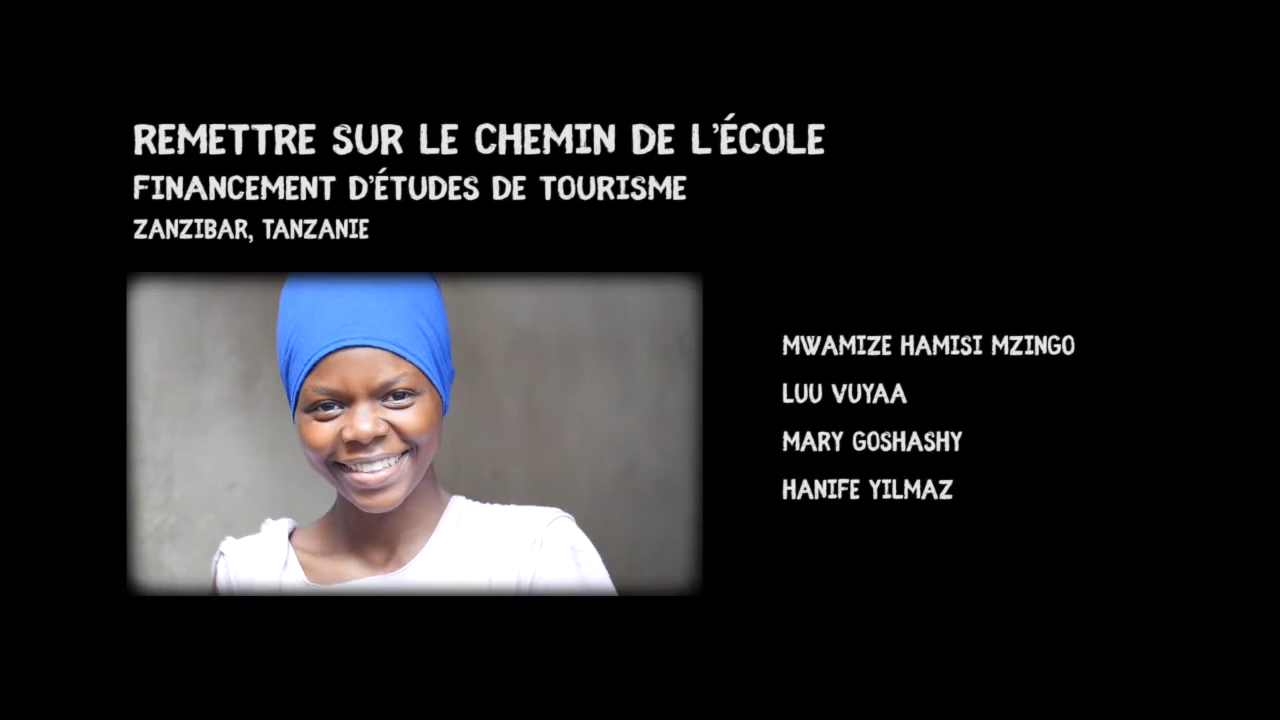 REMETTRE SUR LE CHEMIN DE L'ÉCOLE
FINANCEMENT D'ÉTUDES DE TOURISME
ZANZIBAR, TANZANIE
MWAMIZE HAMISI MZINGO
LUU VUYAA
MARY GOSHASHY
HANIFE YILMAZ